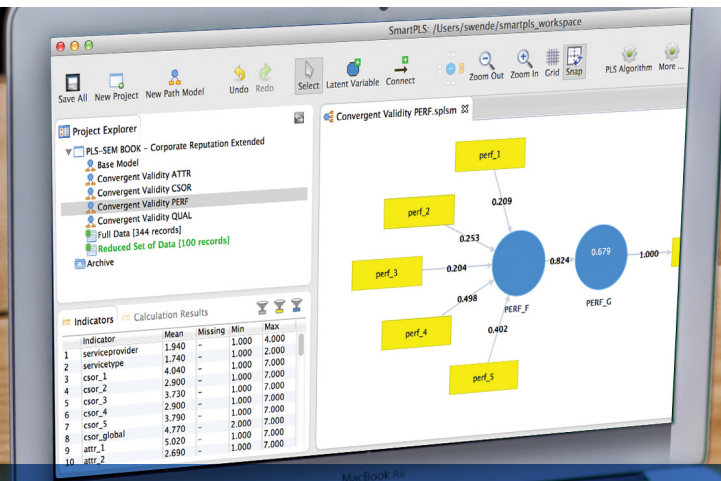 SmartPLS: /Users/swende/smartpls_workspace
Save All New Project New Path Model Undo Redo Select Latent Variable Connect Zoom Out Zoom In Grid Snap PLS Algorithm More ...
Project Explorer
PLS-SEM BOOK - Corporate Reputation Extended
Base Model
Convergent Validity ATTR
Convergent Validity CSOR
Convergent Validity PERF
Convergent Validity QUAL
Full Data [344 records]
Reduced Set of Data [100 records]
Archive
Indicators Calculation Results
Indicator Mean Missing Min Max
1 serviceprovider 1.940 - 1.000 4.000
2 servicetype 1.740 - 1.000 2.000
3 csor_1 4.040 - 1.000 7.000
4 csor_2 2.900 - 1.000 7.000
5 csor_3 3.730 - 1.000 7.000
6 csor_4 2.900 - 1.000 7.000
7 csor_5 3.790 - 1.000 7.000
8 csor_global 4.770 - 2.000 7.000
9 attr_1 5.020 - 1.000 7.000
10 attr_2 2.690 - 1.000 7.000
Convergent Validity PERF.splsm
perf_1
0.209
perf_2
0.253
perf_3
0.204
0.824
0.679
1.000
PERF_F
PERF_G
0.498
perf_4
0.402
perf_5
MacBook Air